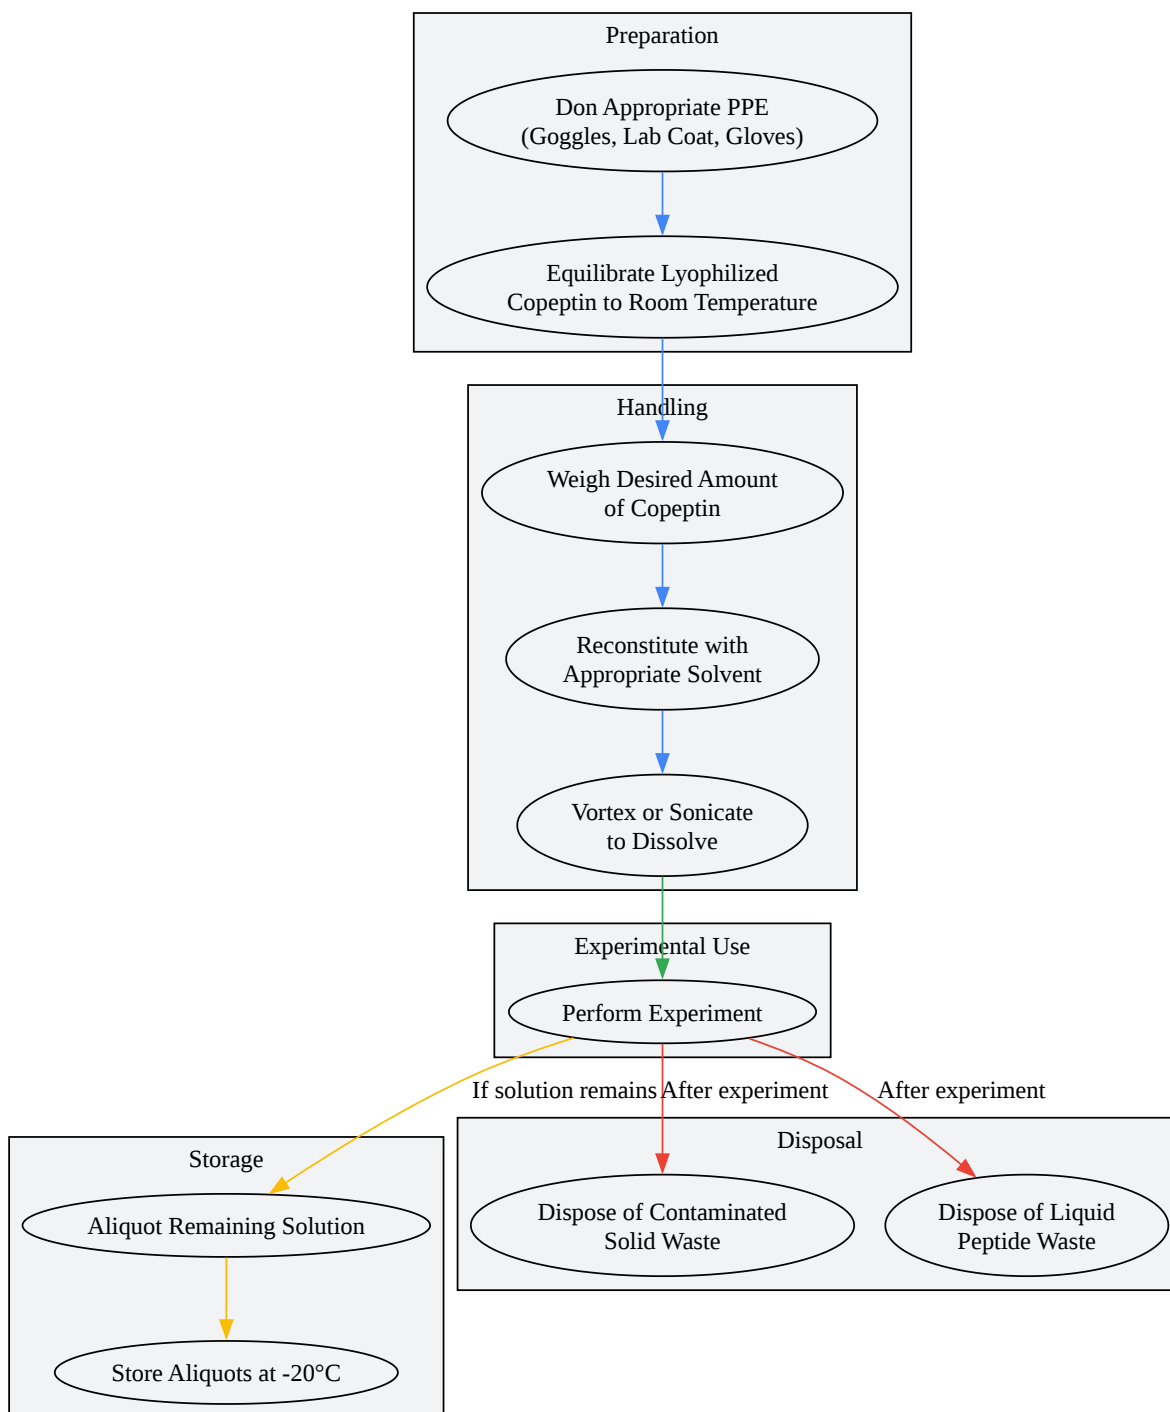 Preparation
Don Appropriate PPE
(Goggles, Lab Coat, Gloves)
Equilibrate Lyophilized
Copeptin to Room Temperature
Handling
Weigh Desired Amount
of Copeptin
Reconstitute with
Appropriate Solvent
Vortex or Sonicate
to Dissolve
Experimental Use
Perform Experiment
If solution remains
After experiment
After experiment
Storage
Aliquot Remaining Solution
Store Aliquots at -20°C
Disposal
Dispose of Contaminated
Solid Waste
Dispose of Liquid
Peptide Waste